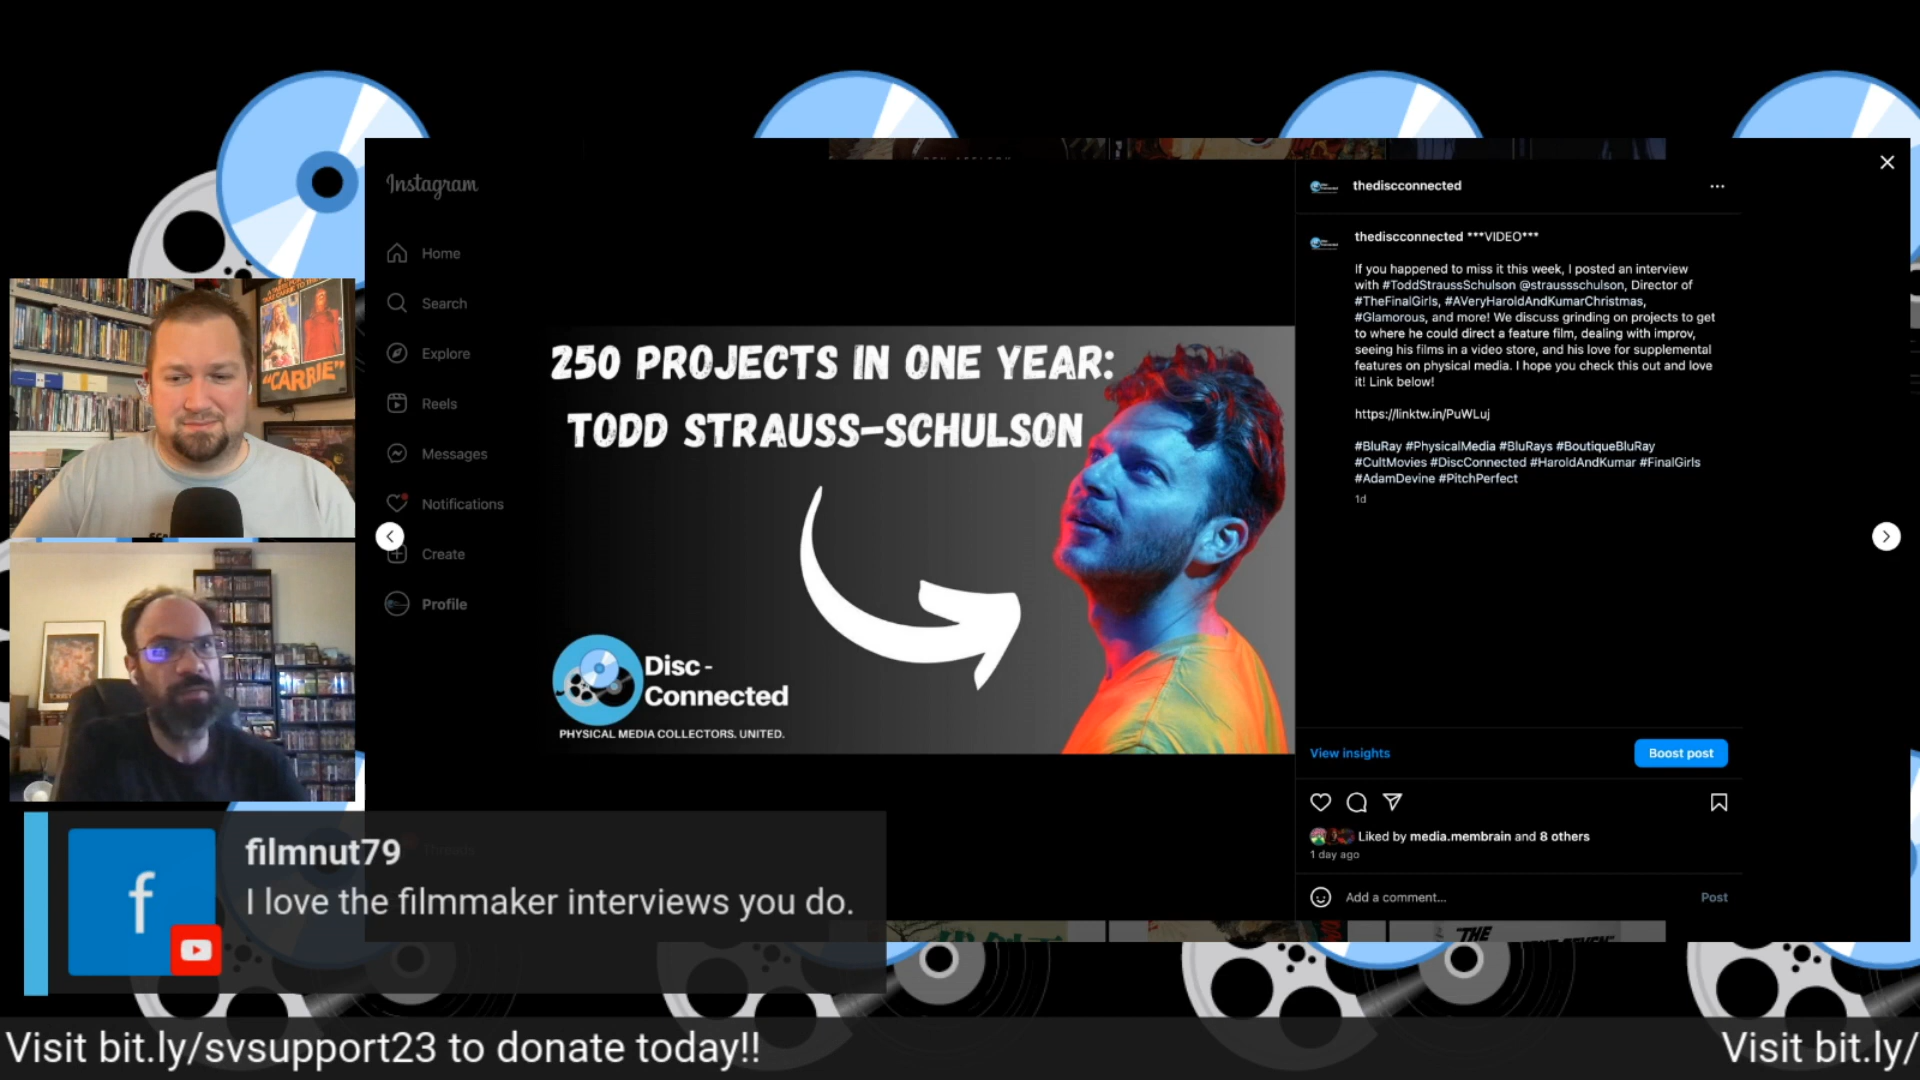 Instagram
Home
Search
Explore
Reels
Messages
Notifications
Create
Profile
Threads
250 PROJECTS IN ONE YEAR:
TODD STRAUSS-SCHULSON
Disc-
Connected
PHYSICAL MEDIA COLLECTORS. UNITED.
thediscconnected
thediscconnected ***VIDEO***
If you happened to miss it this week, I posted an interview
with #ToddStraussSchulson @straussschulson, Director of
#TheFinalGirls, #AVeryHaroldAndKumarChristmas,
#Glamorous, and more! We discuss grinding on projects to get
to where he could direct a feature film, dealing with improv,
seeing his films in a video store, and his love for supplemental
features on physical media. I hope you check this out and love
it! Link below!
https://linktw.in/PuWLuj
#BluRay #PhysicalMedia #BluRays #BoutiqueBluRay
#CultMovies #DiscConnected #HaroldAndKumar #FinalGirls
#AdamDevine #PitchPerfect
1d
View insights
Boost post
Liked by media.membrain and 8 others
1 day ago
Add a comment...
Post
"CARRIE"
THE
f
filmnut79
I love the filmmaker interviews you do.
Visit bit.ly/svsupport23 to donate today!!
Visit bit.ly/